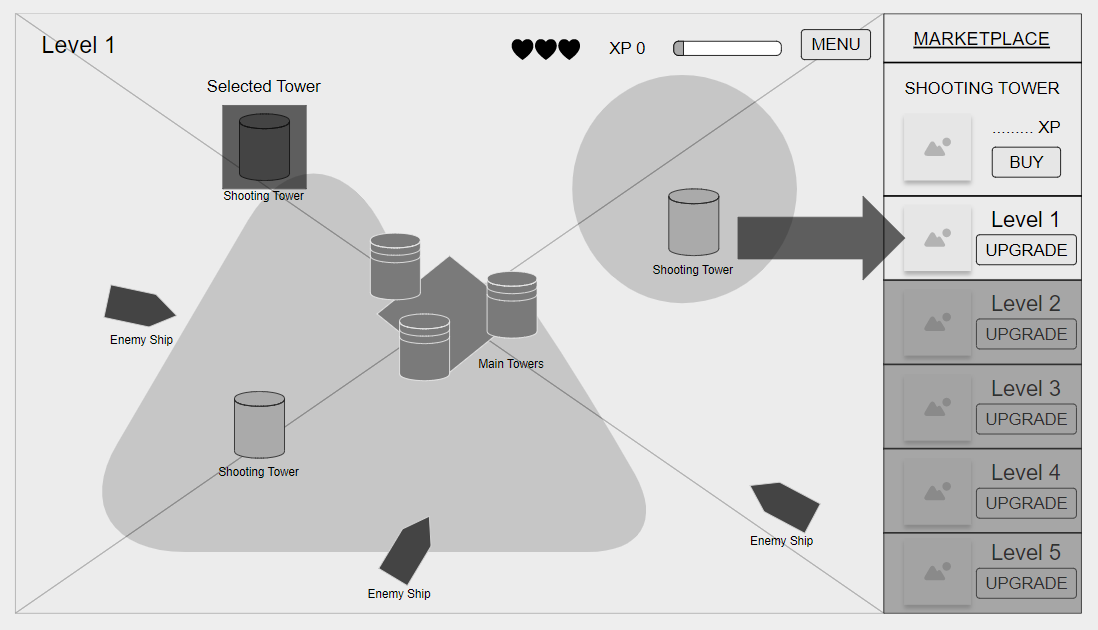 Level 1
XP 0
MENU
Selected Tower
Shooting Tower
Shooting Tower
Enemy Ship
Main Towers
Shooting Tower
Enemy Ship
Enemy Ship
MARKETPLACE
SHOOTING TOWER
......... XP
BUY
Level 1
UPGRADE
Level 2
UPGRADE
Level 3
UPGRADE
Level 4
UPGRADE
Level 5
UPGRADE